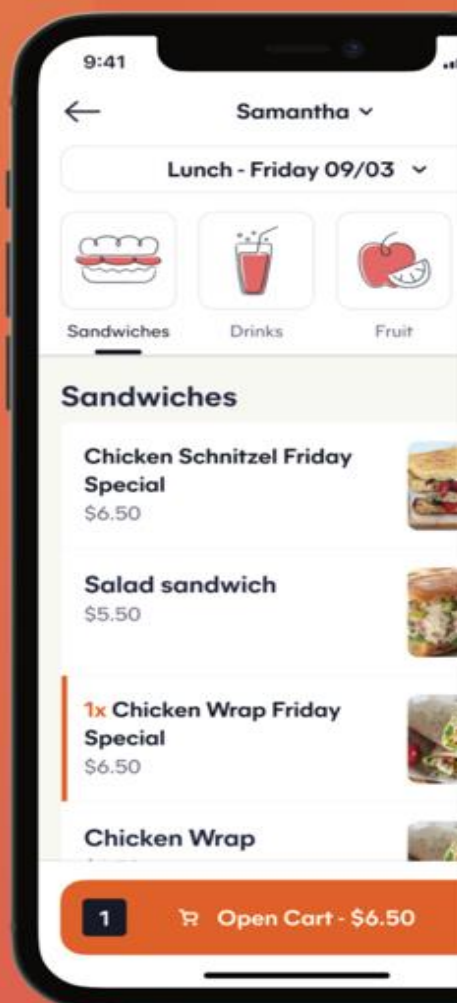 9:41
Samantha
Lunch - Friday 09/03
Sandwiches
Drinks
Fruit
Sandwiches
Chicken Schnitzel Friday
Special
$6.50
Salad sandwich
$5.50
1x Chicken Wrap Friday
Special
$6.50
Chicken Wrap
1
Open Cart - $6.50